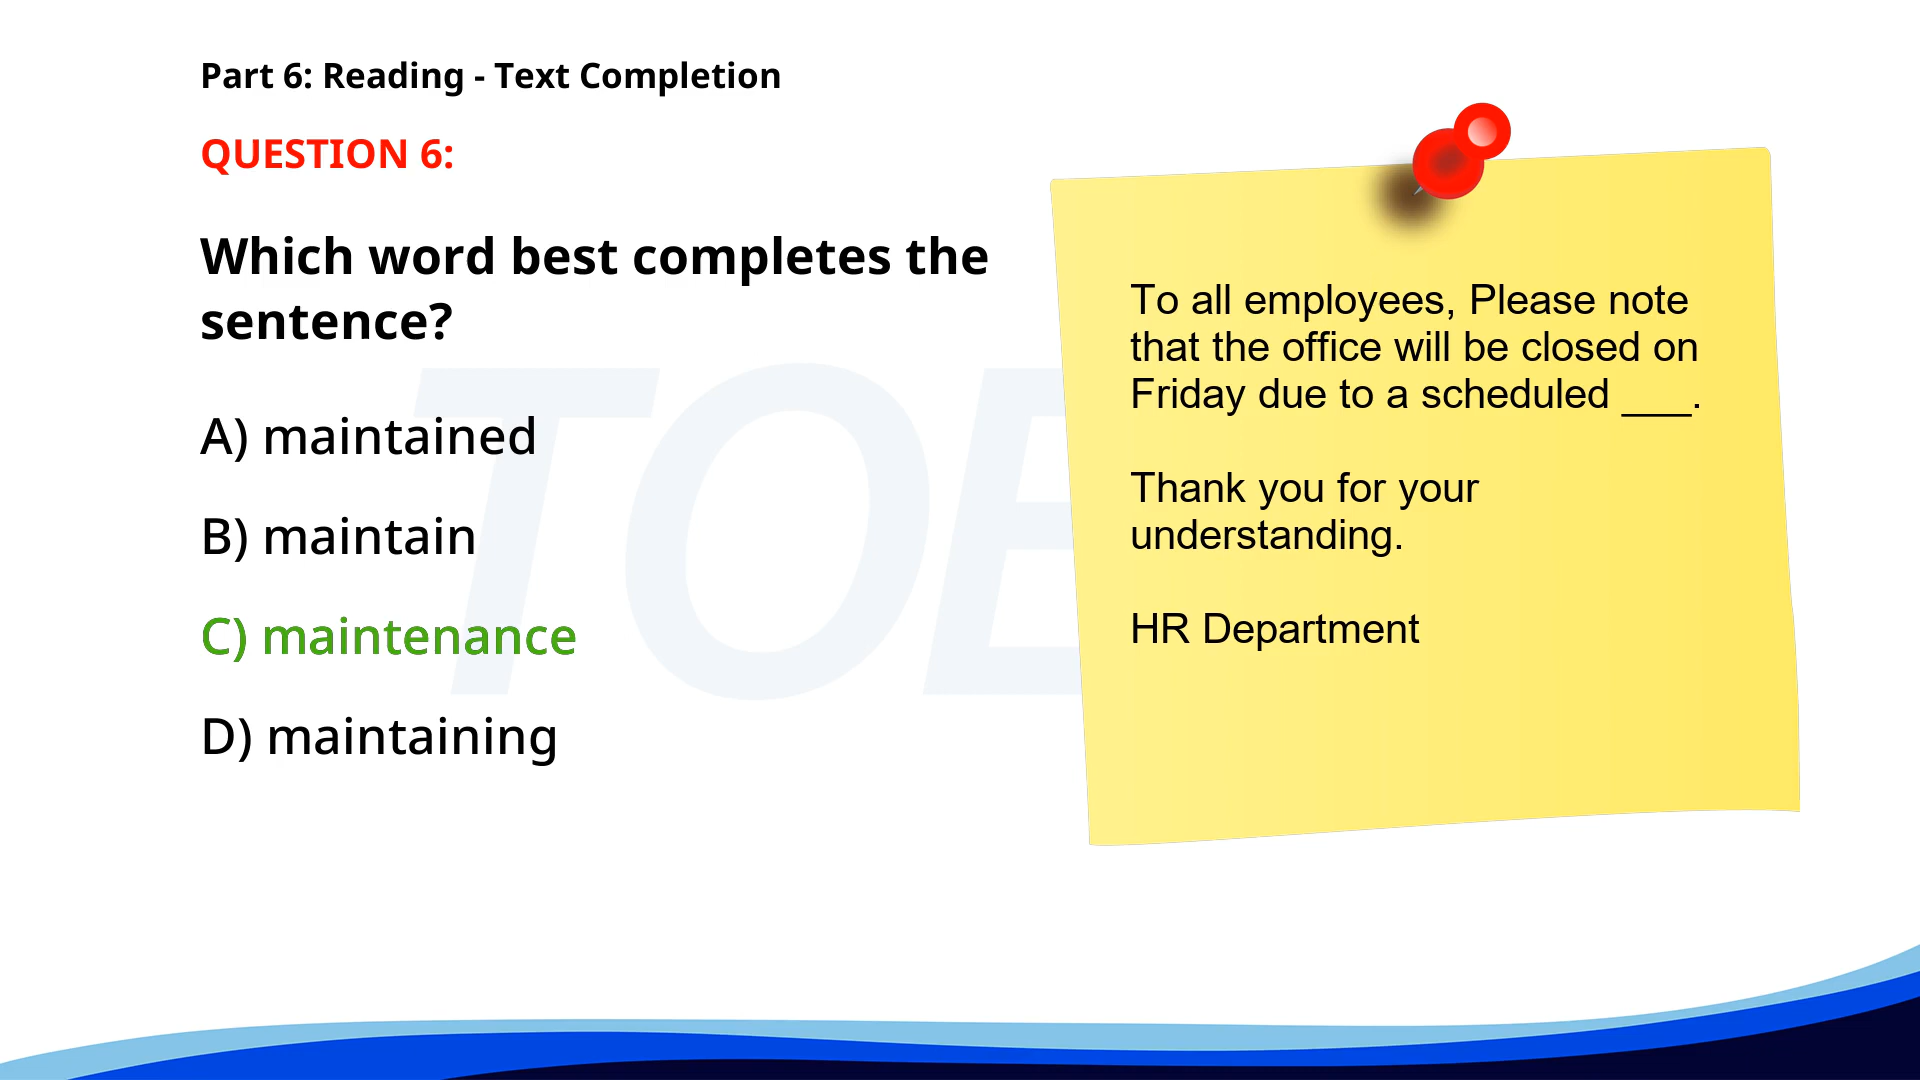 Part 6: Reading - Text Completion
QUESTION 6:
Which word best completes the
sentence?
A) maintained
B) maintain
C) maintenance
D) maintaining
To all employees, Please note
that the office will be closed on
Friday due to a scheduled ___.
Thank you for your
understanding.
HR Department
TOE